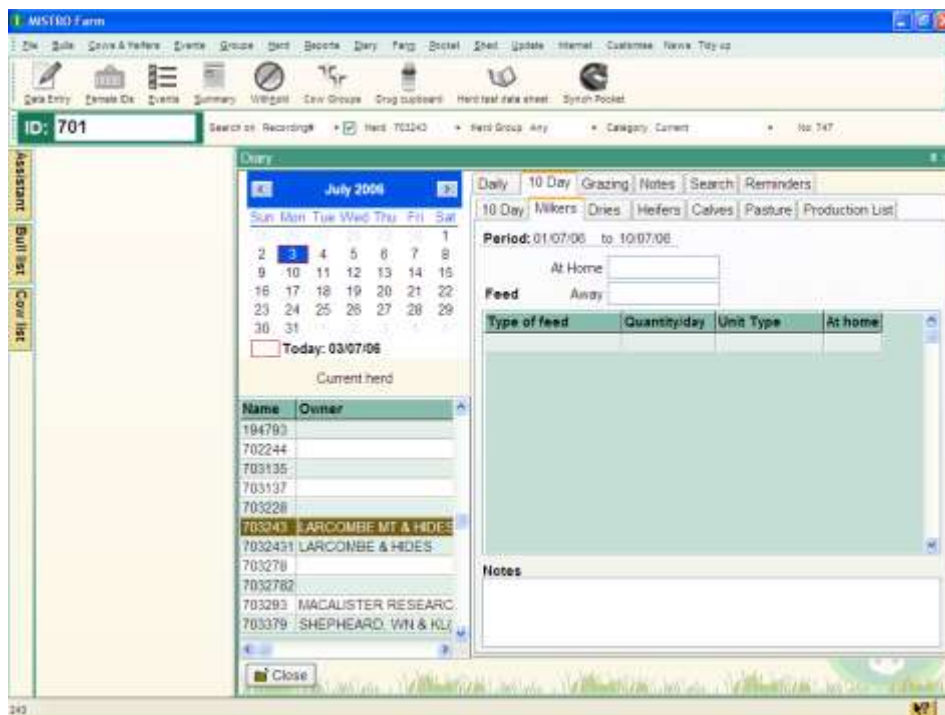 MISTRO Farm
File Bulls Cows & Heifers Events Groups Herd Reports Diary Farm Pocket Shed Update Internet Customise News Tidy up
Data Entry Female IDs Events Summary Withhold Cow Groups Drug cupboard Herd test data sheet Synch Pocket
ID: 701 Search on Recording# Herd 703243 Herd Group Any Category Current No: 747
Assistant
Bull list
Cow list
Diary
July 2006
Sun Mon Tue Wed Thu Fri Sat
1
2 3 4 5 6 7 8
9 10 11 12 13 14 15
16 17 18 19 20 21 22
23 24 25 26 27 28 29
30 31
Today: 03/07/06
Current herd
Name Owner
194793
702244
703135
703137
703228
703243 LARCOMBE MT & HIDES
7032431 LARCOMBE & HIDES
703278
7032782
703293 MACALISTER RESEARC
703379 SHEPHEARD, WN & KL
Close
Daily 10 Day Grazing Notes Search Reminders
10 Day Milkers Dries Heifers Calves Pasture Production List
Period: 01/07/06 to 10/07/06
At Home
Feed Away
Type of feed Quantity/day Unit Type At home
Notes
243